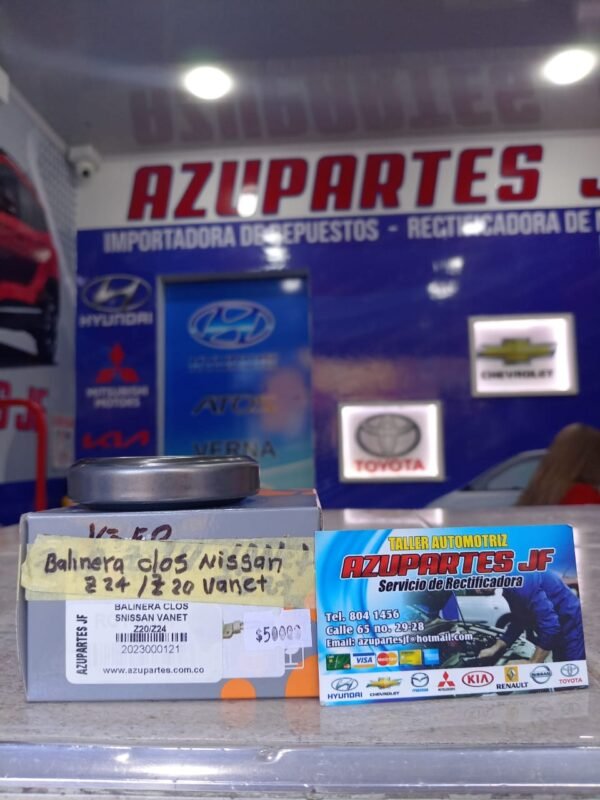 AZUPARTES J
IMPORTADORA DE REPUESTOS - RECTIFICADORA DE
HYUNDAI
MITSUBISHI
MOTORS
KIA
ATOS
VERNA
CHEVROLET
TOYOTA
S JF
Balinera clos Nissan
Z24 / Z20 Vanet
BALINERA CLOS
SNISSAN VANET
Z20/Z24
2023000121
www.azupartes.com.co
AZUPARTES JF
$50000
TALLER AUTOMOTRIZ
AZUPARTES JF
Servicio de Rectificadora
Tel. 804 1456
Calle 65 no. 29-28
Email: azupartesjf@hotmail.com
VISA
HYUNDAI CHEVROLET mazda MITSUBISHI KIA RENAULT NISSAN TOYOTA